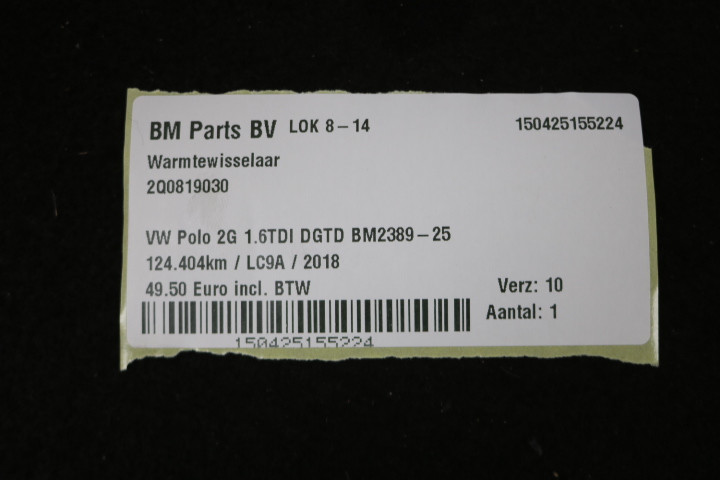 BM Parts BV LOK 8-14 150425155224
Warmtewisselaar
2Q0819030
VW Polo 2G 1.6TDI DGTD BM2389-25
124.404km / LC9A / 2018
49.50 Euro incl. BTW Verz: 10
Aantal: 1
150425155224